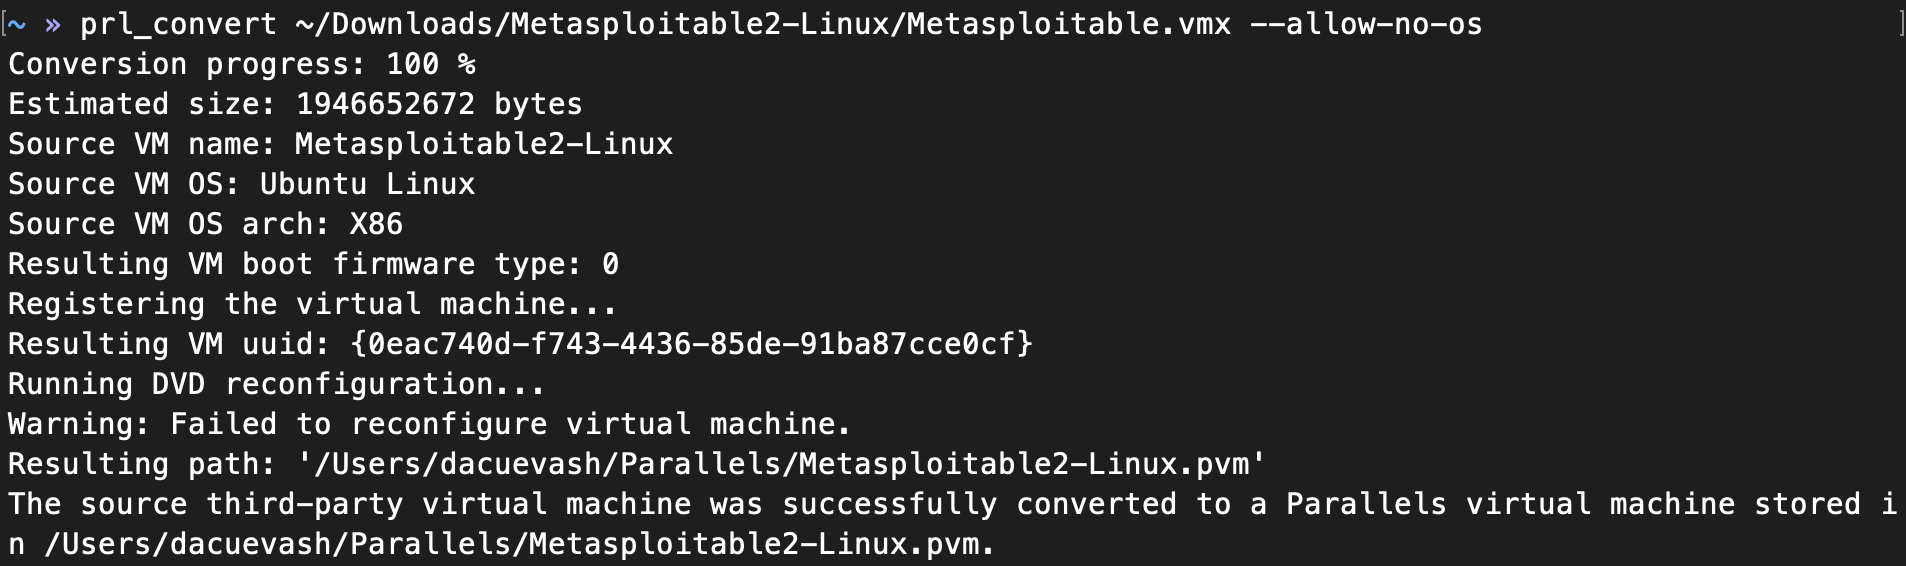 [~ » prl_convert ~/Downloads/Metasploitable2-Linux/Metasploitable.vmx --allow-no-os ]
Conversion progress: 100 %
Estimated size: 1946652672 bytes
Source VM name: Metasploitable2-Linux
Source VM OS: Ubuntu Linux
Source VM OS arch: X86
Resulting VM boot firmware type: 0
Registering the virtual machine...
Resulting VM uuid: {0eac740d-f743-4436-85de-91ba87cce0cf}
Running DVD reconfiguration...
Warning: Failed to reconfigure virtual machine.
Resulting path: '/Users/dacuevash/Parallels/Metasploitable2-Linux.pvm'
The source third-party virtual machine was successfully converted to a Parallels virtual machine stored i
n /Users/dacuevash/Parallels/Metasploitable2-Linux.pvm.